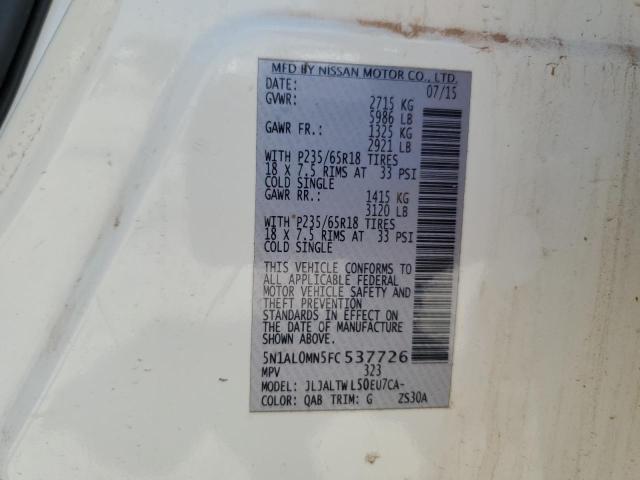 MFD BY NISSAN MOTOR CO., LTD.
DATE: 07/15
GVWR: 2715 KG
5986 LB
GAWR FR.: 1325 KG
2921 LB
WITH P235/65R18 TIRES
18 X 7.5 RIMS AT 33 PSI
COLD SINGLE
GAWR RR.: 1415 KG
3120 LB
WITH P235/65R18 TIRES
18 X 7.5 RIMS AT 33 PSI
COLD SINGLE
THIS VEHICLE CONFORMS TO
ALL APPLICABLE FEDERAL
MOTOR VEHICLE SAFETY AND
THEFT PREVENTION
STANDARDS IN EFFECT ON
THE DATE OF MANUFACTURE
SHOWN ABOVE.
5N1AL0MN5FC 537726
MPV 323
MODEL: JLJALTWL50EU7CA-
COLOR: QAB TRIM: G ZS30A